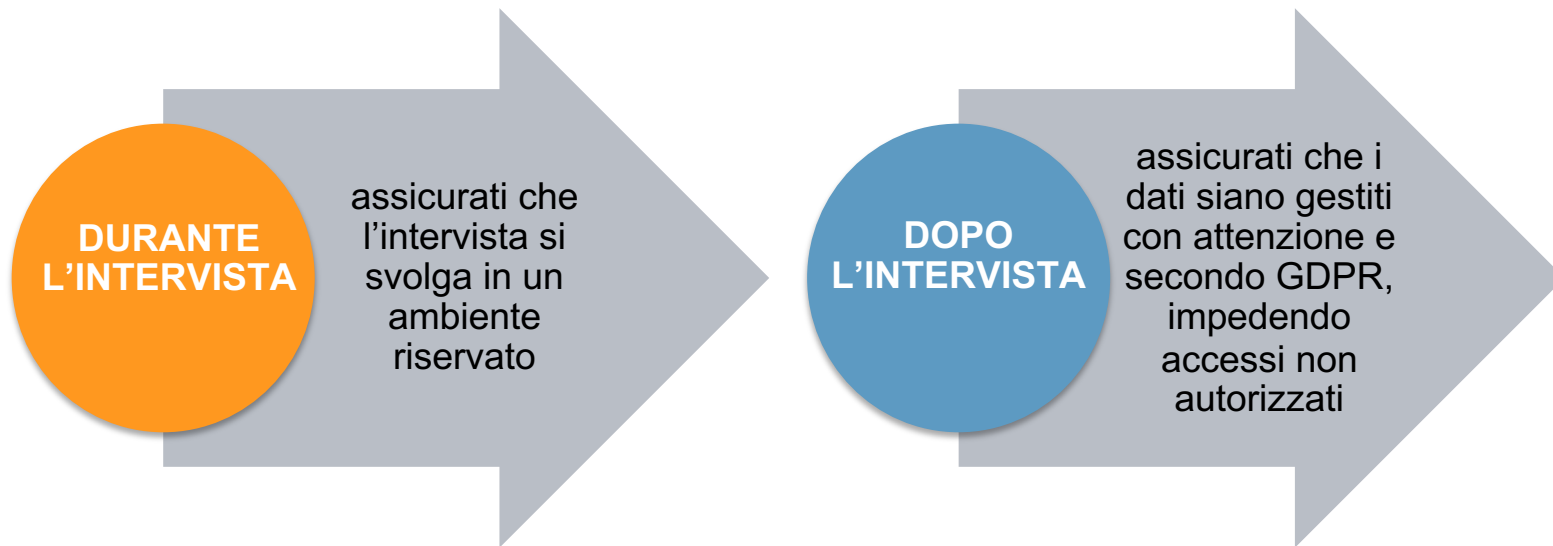 DURANTE
L’INTERVISTA
assicurati che
l’intervista si
svolga in un
ambiente
riservato
DOPO
L’INTERVISTA
assicurati che i
dati siano gestiti
con attenzione e
secondo GDPR,
impedendo
accessi non
autorizzati